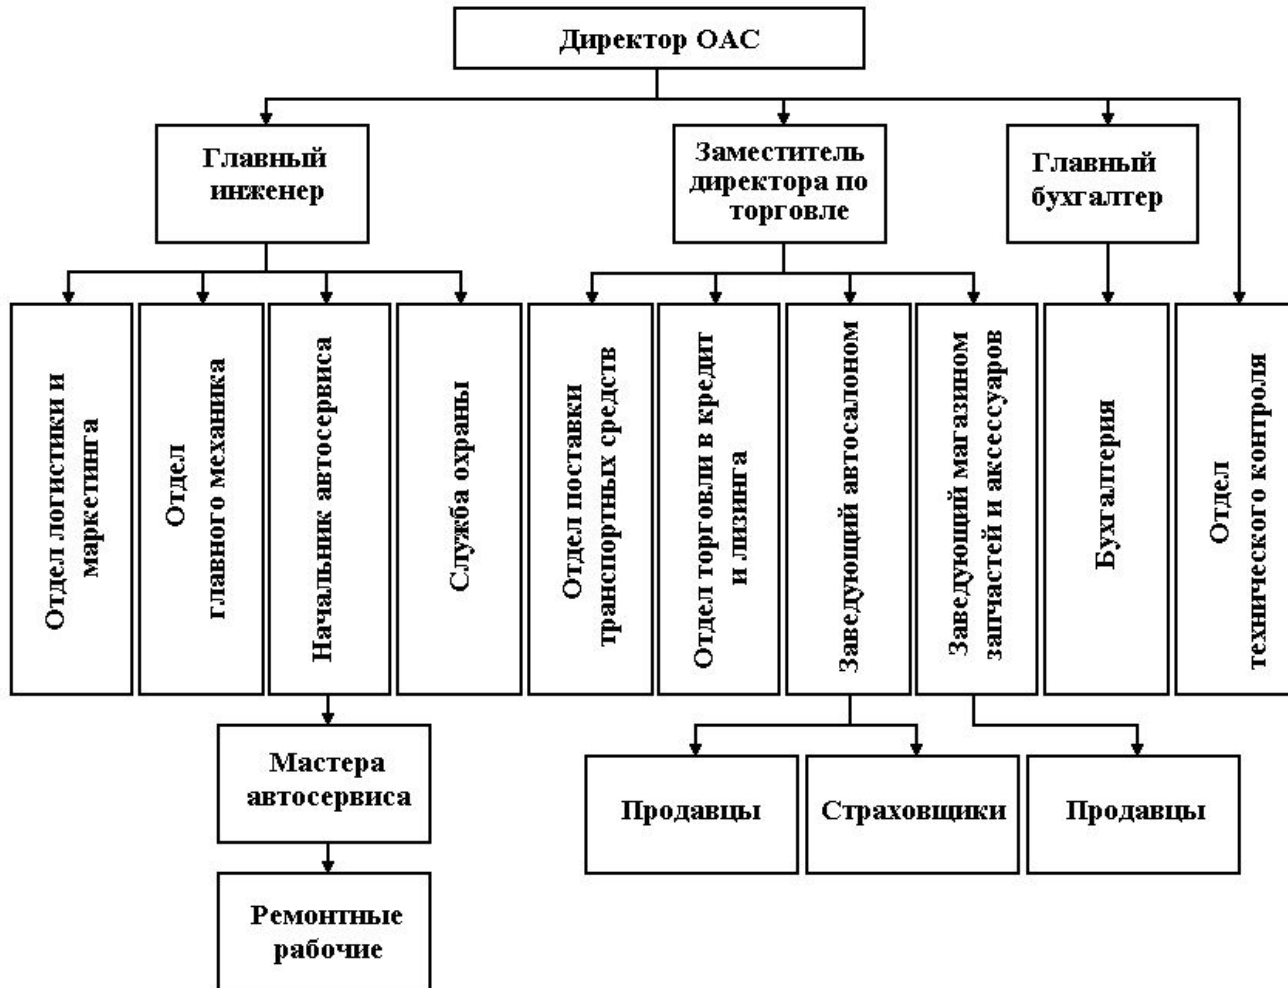 Директор ОАС
Главный
инженер
Заместитель
директора по
торговле
Главный
бухгалтер
Отдел логистики и
маркетинга
Отдел
главного механика
Начальник автосервиса
Служба охраны
Отдел поставки
транспортных средств
Отдел торговли в кредит
и лизинга
Заведующий автосалоном
Заведующий магазином
запчастей и аксессуаров
Бухгалтерия
Отдел
технического контроля
Мастера
автосервиса
Продавцы
Страховщики
Продавцы
Ремонтные
рабочие